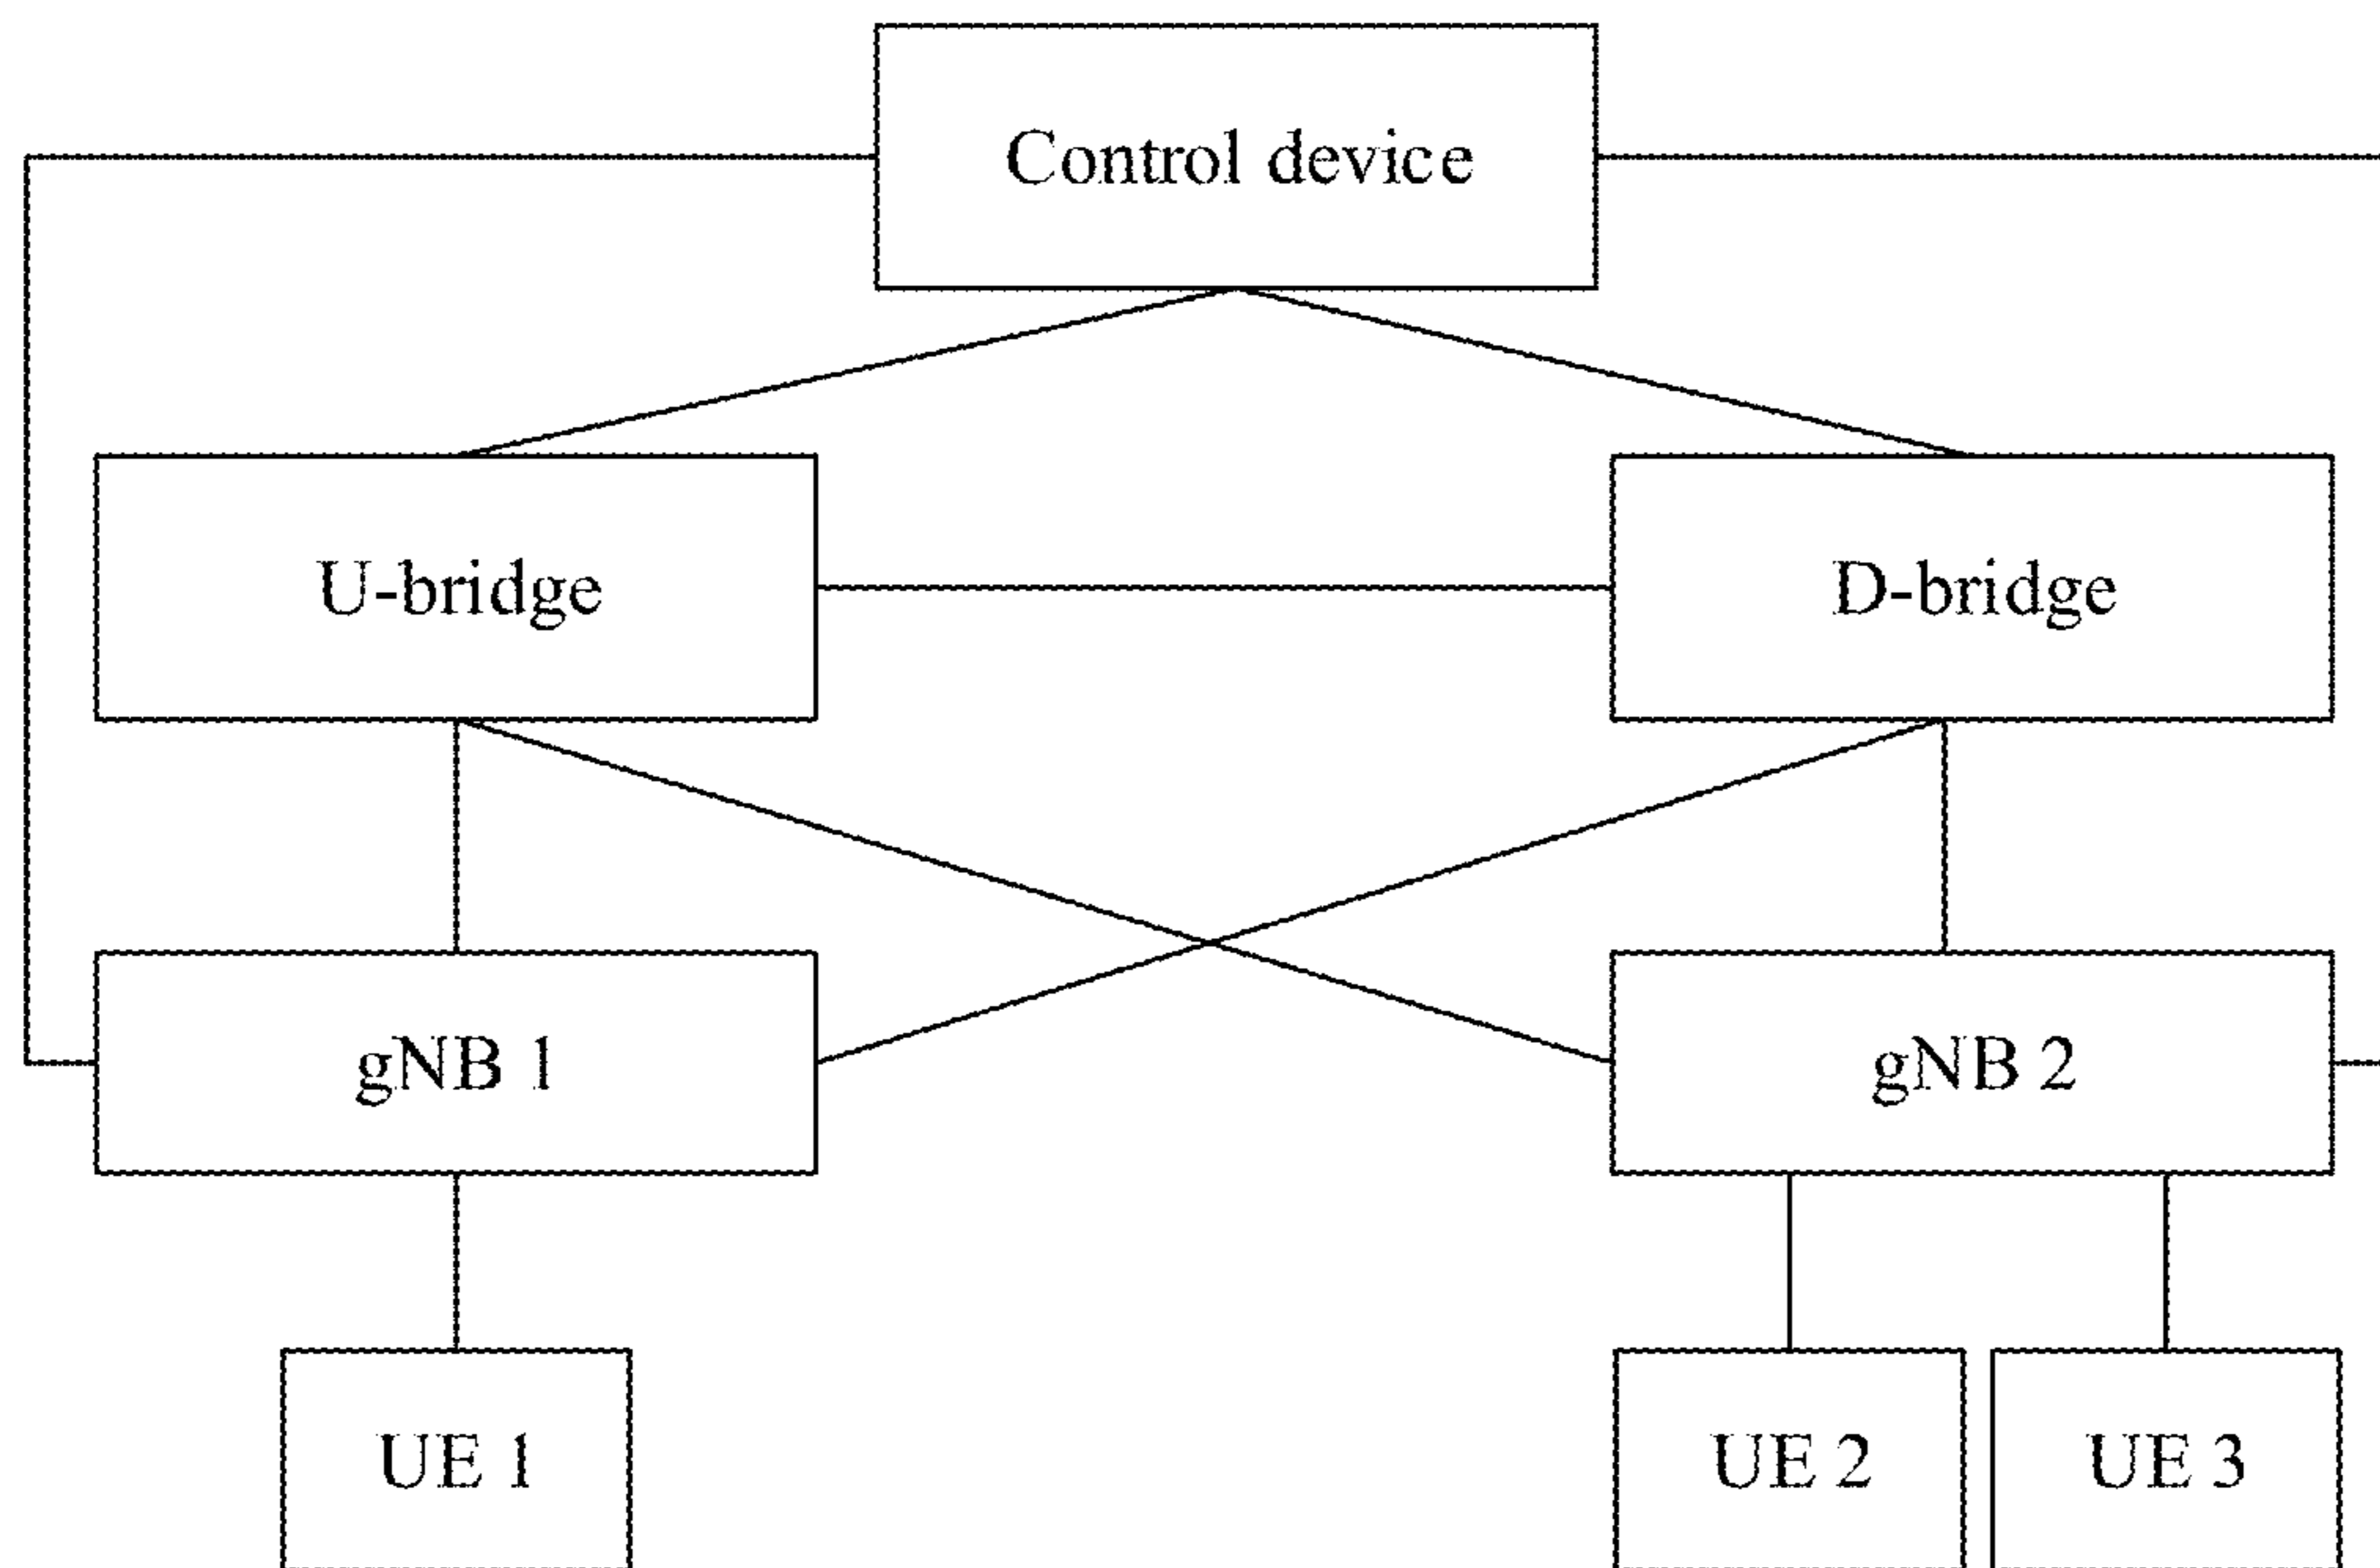 Control device
U-bridge
D-bridge
gNB 1
gNB 2
UE 1
UE 2
UE 3